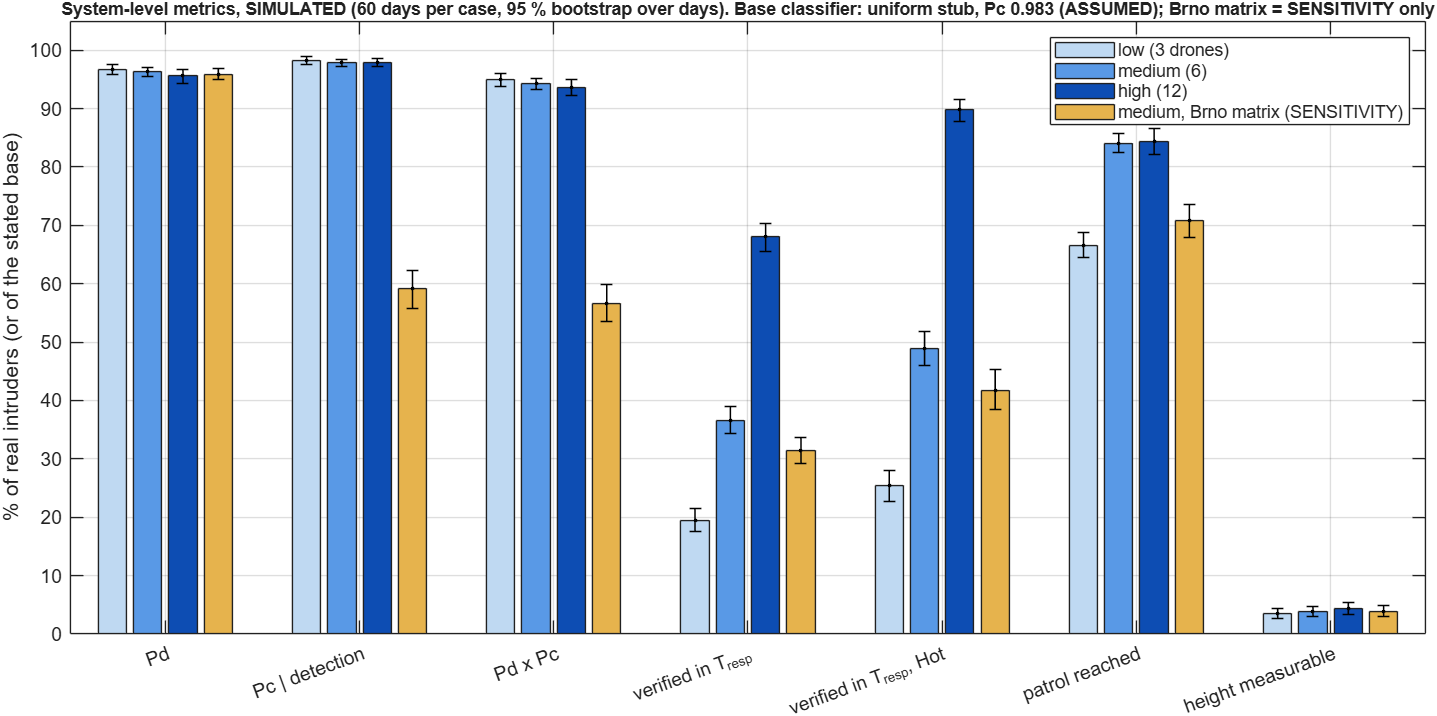 System-level metrics, SIMULATED (60 days per case, 95 % bootstrap over days). Base classifier: uniform stub, Pc 0.983 (ASSUMED); Brno matrix = SENSITIVITY only
low (3 drones)
medium (6)
high (12)
medium, Brno matrix (SENSITIVITY)
% of real intruders (or of the stated base)
100
90
80
70
60
50
40
30
20
10
0
Pd
Pc | detection
Pd x Pc
verified in Tresp
verified in Tresp, Hot
patrol reached
height measurable